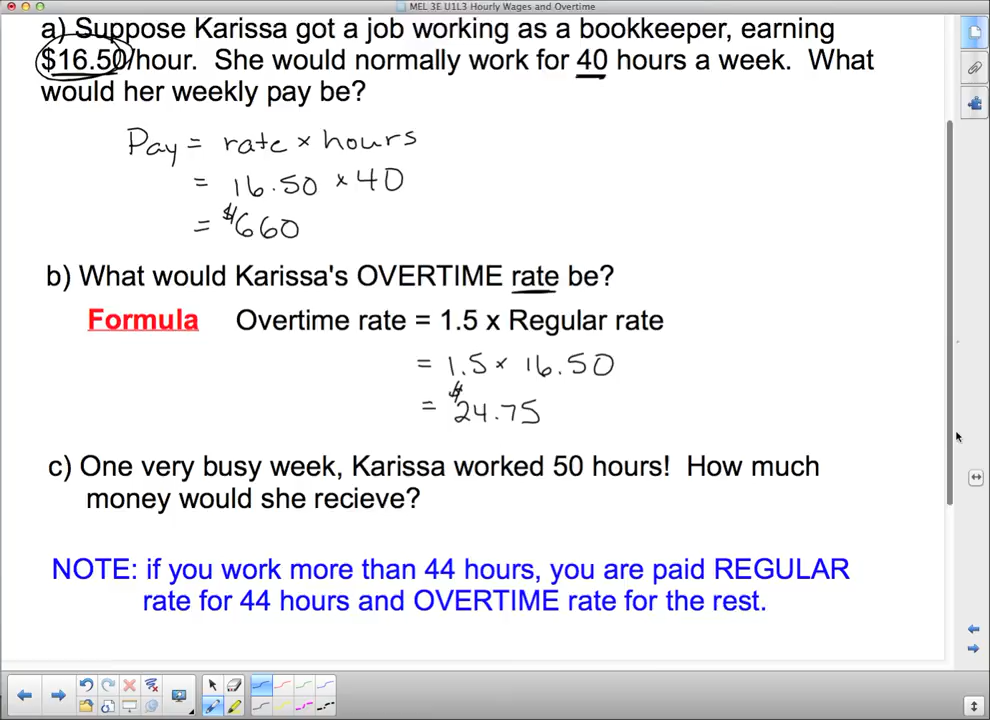 MEL 3E U1L3 Hourly Wages and Overtime
a) Suppose Karissa got a job working as a bookkeeper, earning
$16.50/hour. She would normally work for 40 hours a week. What
would her weekly pay be?
Pay = rate × hours
= 16.50 × 40
= $660
b) What would Karissa's OVERTIME rate be?
Formula Overtime rate = 1.5 x Regular rate
= 1.5 × 16.50
= $24.75
c) One very busy week, Karissa worked 50 hours! How much
money would she recieve?
NOTE: if you work more than 44 hours, you are paid REGULAR
rate for 44 hours and OVERTIME rate for the rest.